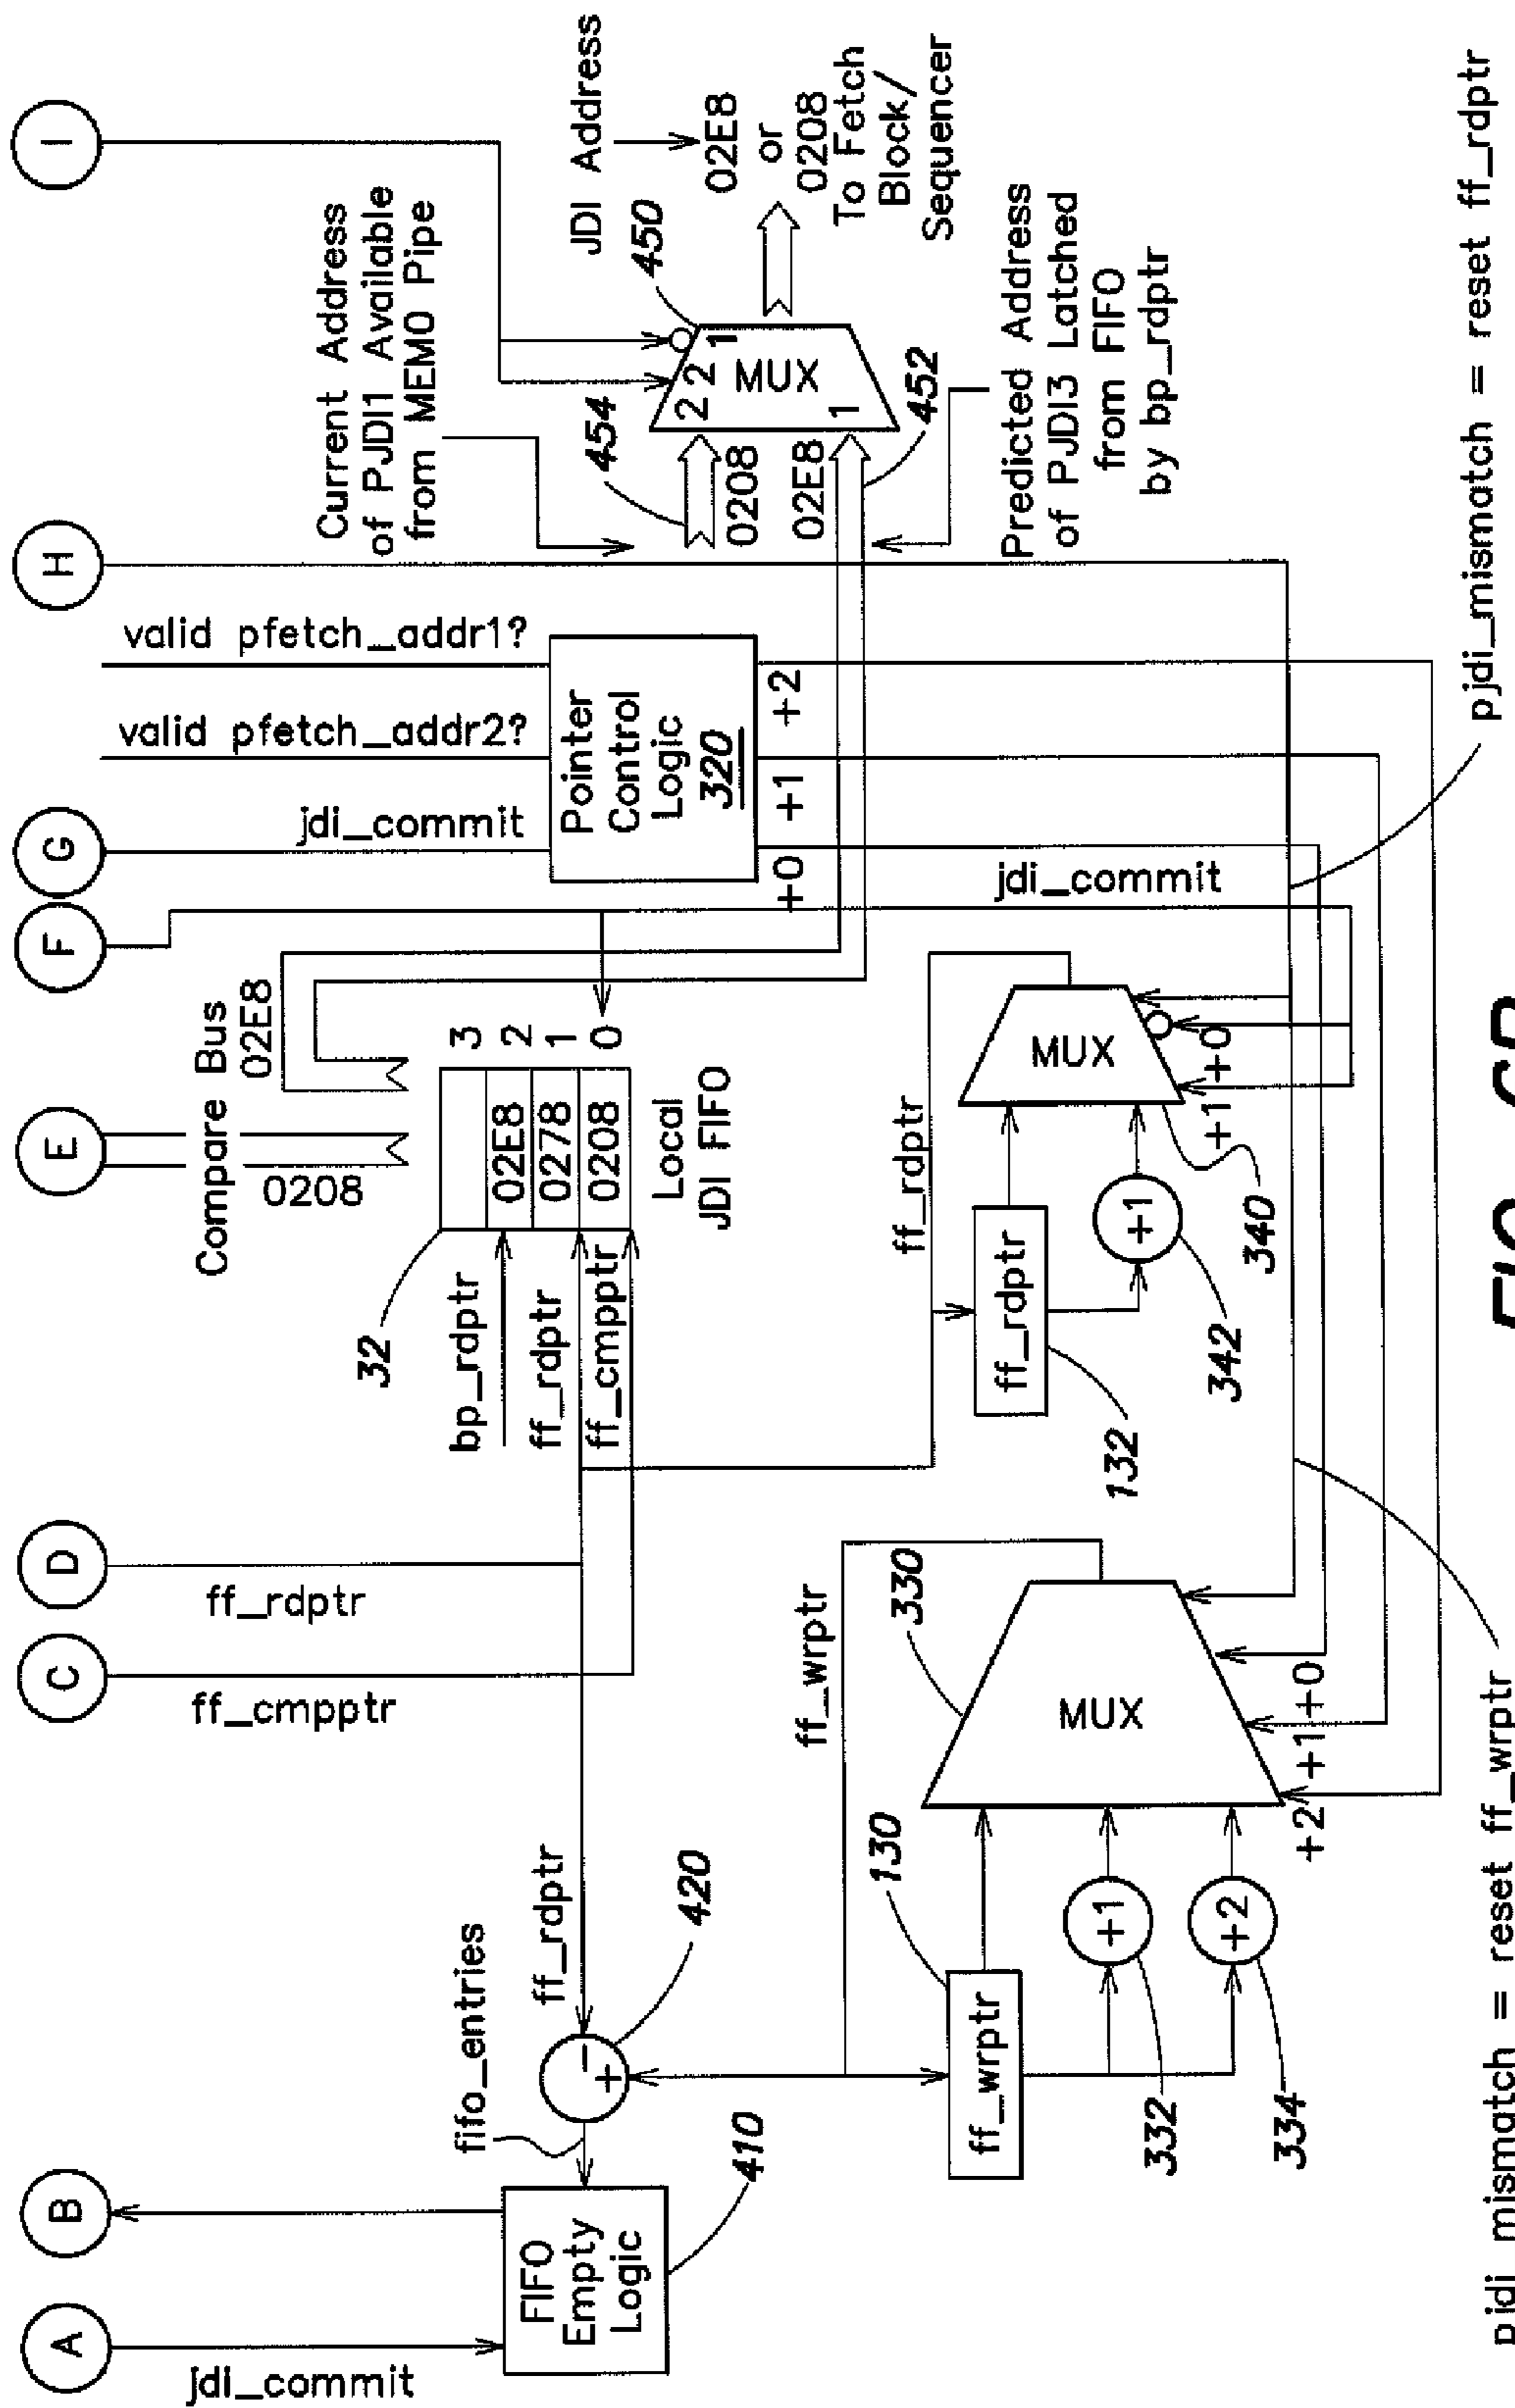 A
B
C
D
E
F
G
H
I
jdi_commit
ff_cmpptr
ff_rdptr
Compare Bus
0208
02E8
jdi_commit
valid pfetch_addr2?
valid pfetch_addr1?
Current Address
of PJDI1 Available
from MEMO Pipe
JDI Address
02E8
or
0208
To Fetch
Block/
Sequencer
454
450
2
2
1
1
MUX
0208
02E8
452
Predicted Address
of PJDI3 Latched
from FIFO
by bp_rdptr
Pointer
Control
Logic
320
+0
+1
+2
32
bp_rdptr
ff_rdptr
ff_cmpptr
02E8
0278
0208
3
2
1
0
Local
JDI FIFO
fifo_entries
ff_rdptr
-
+
420
FIFO
Empty
Logic
410
ff_wrptr
130
ff_wrptr
+1
+2
332
334
330
MUX
+2
+1
+0
ff_rdptr
ff_rdptr
132
+1
342
MUX
+1
+0
340
jdi_commit
pjdi_mismatch = reset ff_wrptr
pjdi_mismatch = reset ff_rdptr